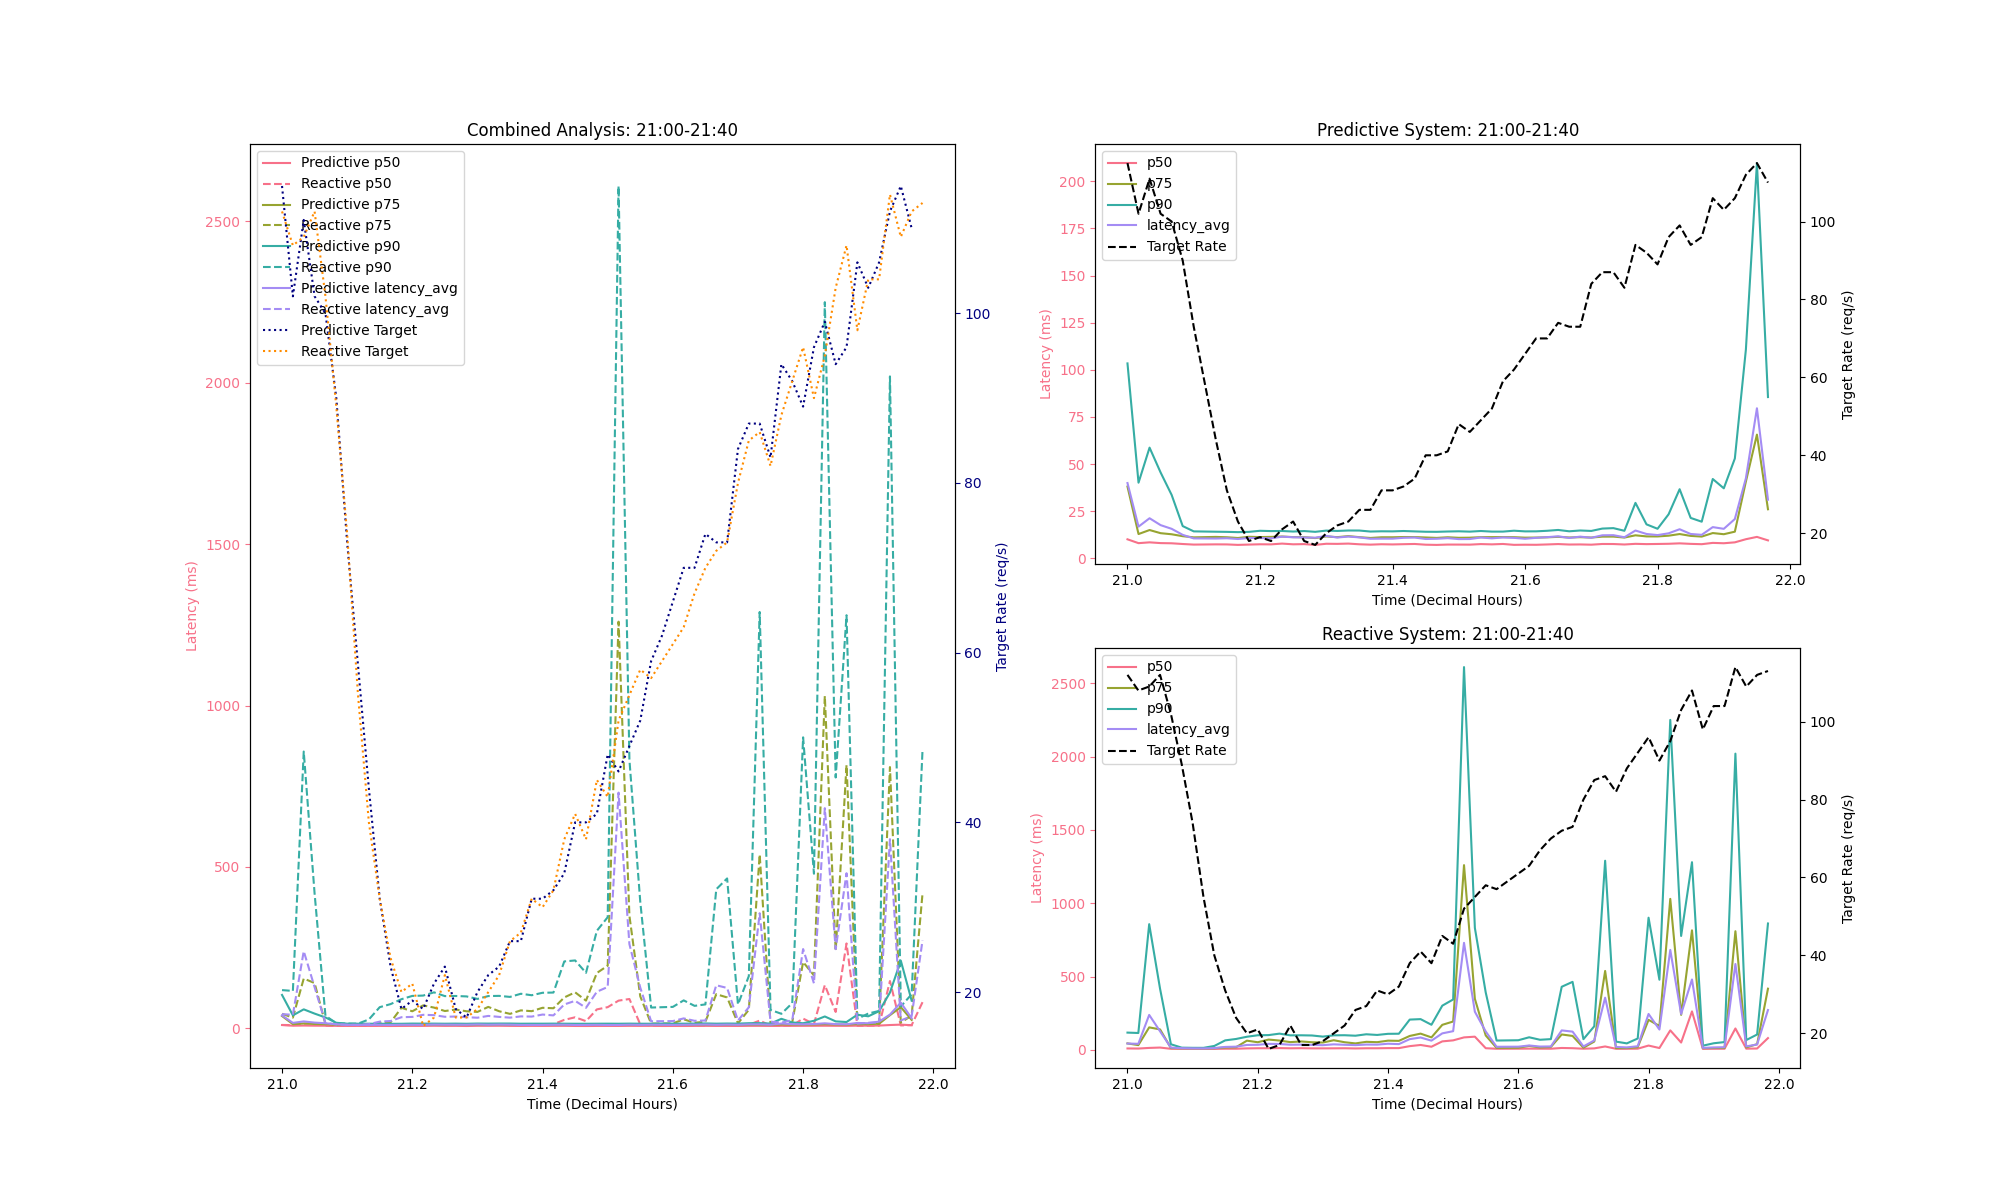 Combined Analysis: 21:00-21:40
Predictive p50
Reactive p50
Predictive p75
Reactive p75
Predictive p90
Reactive p90
Predictive latency_avg
Reactive latency_avg
Predictive Target
Reactive Target
Latency (ms)
2500
2000
1500
1000
500
0
Target Rate (req/s)
100
80
60
40
20
21.0 21.2 21.4 21.6 21.8 22.0
Time (Decimal Hours)
Predictive System: 21:00-21:40
p50
p75
p90
latency_avg
Target Rate
Latency (ms)
200
175
150
125
100
75
50
25
0
Target Rate (req/s)
100
80
60
40
20
21.0 21.2 21.4 21.6 21.8 22.0
Time (Decimal Hours)
Reactive System: 21:00-21:40
p50
p75
p90
latency_avg
Target Rate
Latency (ms)
2500
2000
1500
1000
500
0
Target Rate (req/s)
100
80
60
40
20
21.0 21.2 21.4 21.6 21.8 22.0
Time (Decimal Hours)